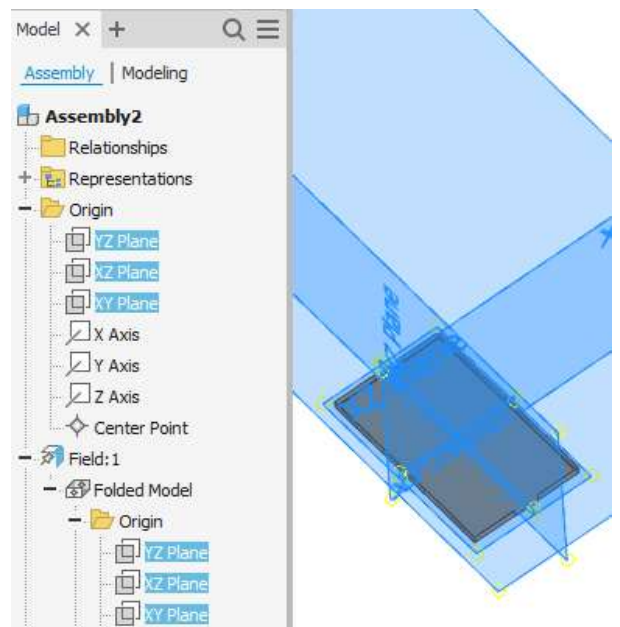 Model
Assembly | Modeling
Assembly2
Relationships
Representations
Origin
YZ Plane
XZ Plane
XY Plane
X Axis
Y Axis
Z Axis
Center Point
Field:1
Folded Model
Origin
YZ Plane
XZ Plane
XY Plane